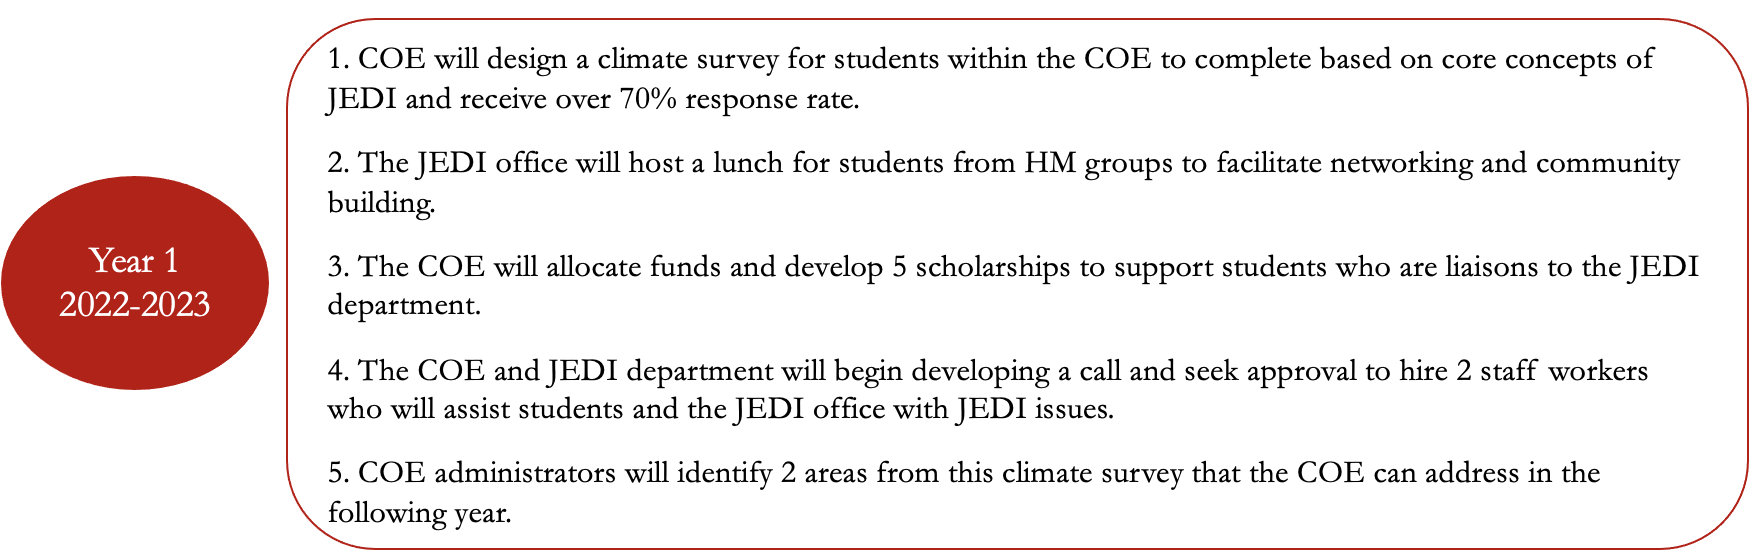 Year 1
2022-2023
1. COE will design a climate survey for students within the COE to complete based on core concepts of
JEDI and receive over 70% response rate.
2. The JEDI office will host a lunch for students from HM groups to facilitate networking and community
building.
3. The COE will allocate funds and develop 5 scholarships to support students who are liaisons to the JEDI
department.
4. The COE and JEDI department will begin developing a call and seek approval to hire 2 staff workers
who will assist students and the JEDI office with JEDI issues.
5. COE administrators will identify 2 areas from this climate survey that the COE can address in the
following year.